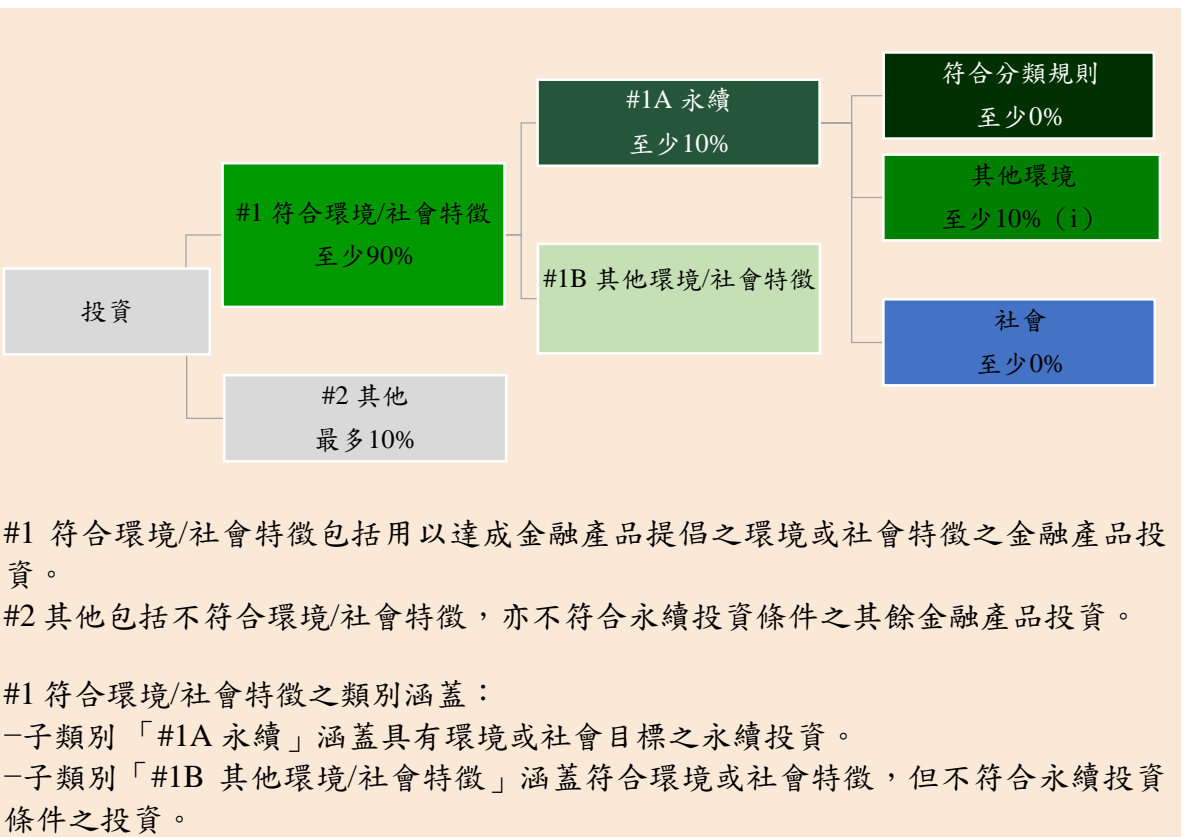 符合分類規則
至少0%
#1A 永續
至少10%
其他環境
至少10%（i）
#1 符合環境/社會特徵
至少90%
#1B 其他環境/社會特徵
投資
社會
至少0%
#2 其他
最多10%
#1 符合環境/社會特徵包括用以達成金融產品提倡之環境或社會特徵之金融產品投
資。
#2 其他包括不符合環境/社會特徵，亦不符合永續投資條件之其餘金融產品投資。
#1 符合環境/社會特徵之類別涵蓋：
−子類別「#1A 永續」涵蓋具有環境或社會目標之永續投資。
−子類別「#1B 其他環境/社會特徵」涵蓋符合環境或社會特徵，但不符合永續投資
條件之投資。